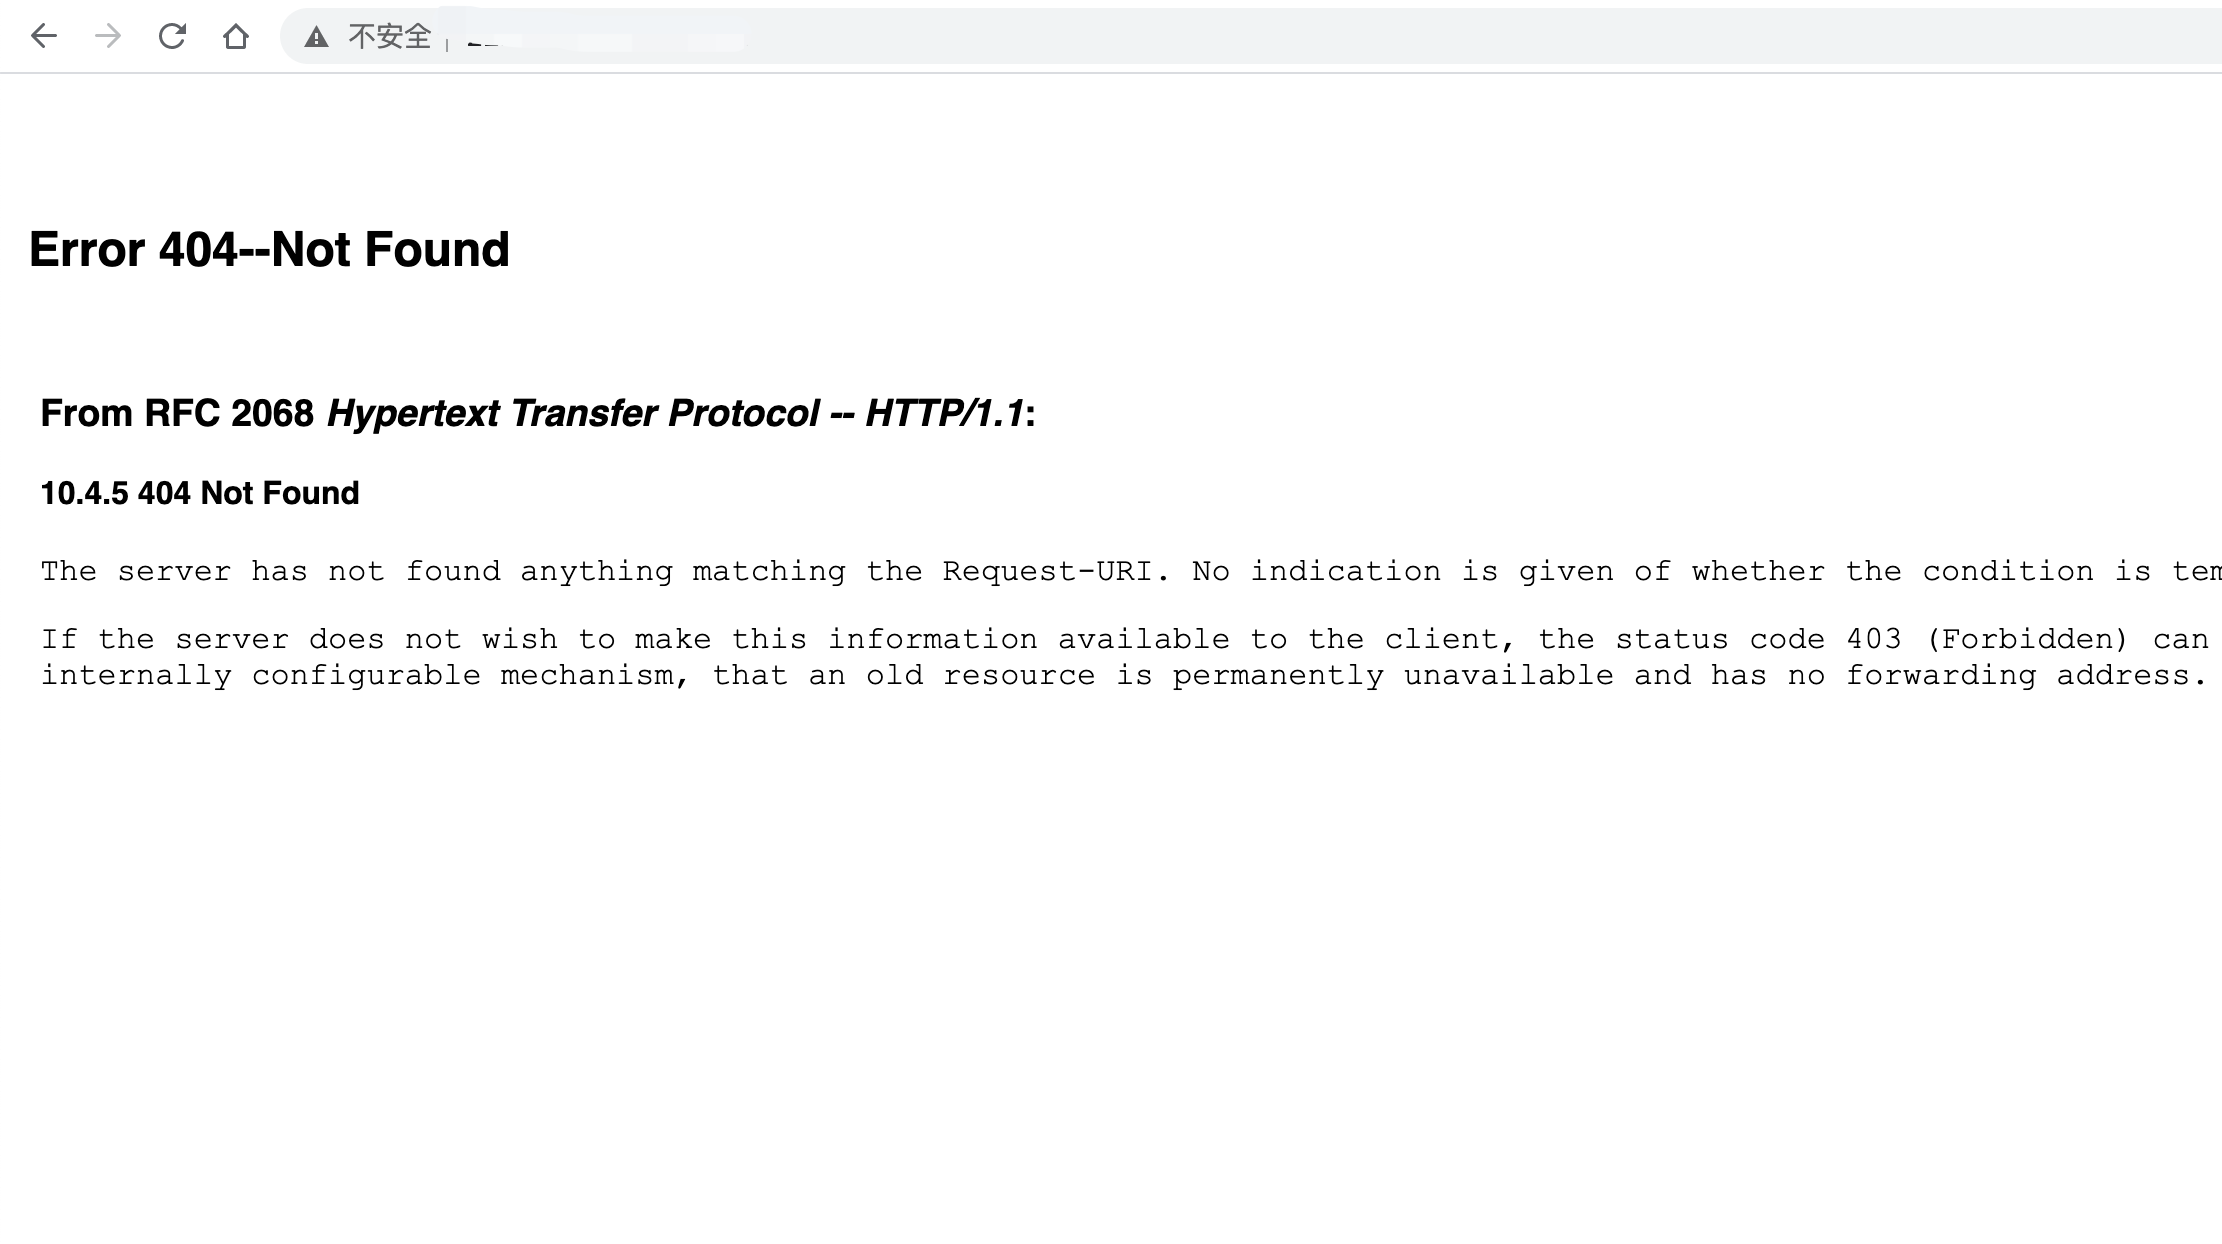 不安全
Error 404--Not Found
From RFC 2068 Hypertext Transfer Protocol -- HTTP/1.1:
10.4.5 404 Not Found
The server has not found anything matching the Request-URI. No indication is given of whether the condition is tem
If the server does not wish to make this information available to the client, the status code 403 (Forbidden) can
internally configurable mechanism, that an old resource is permanently unavailable and has no forwarding address.